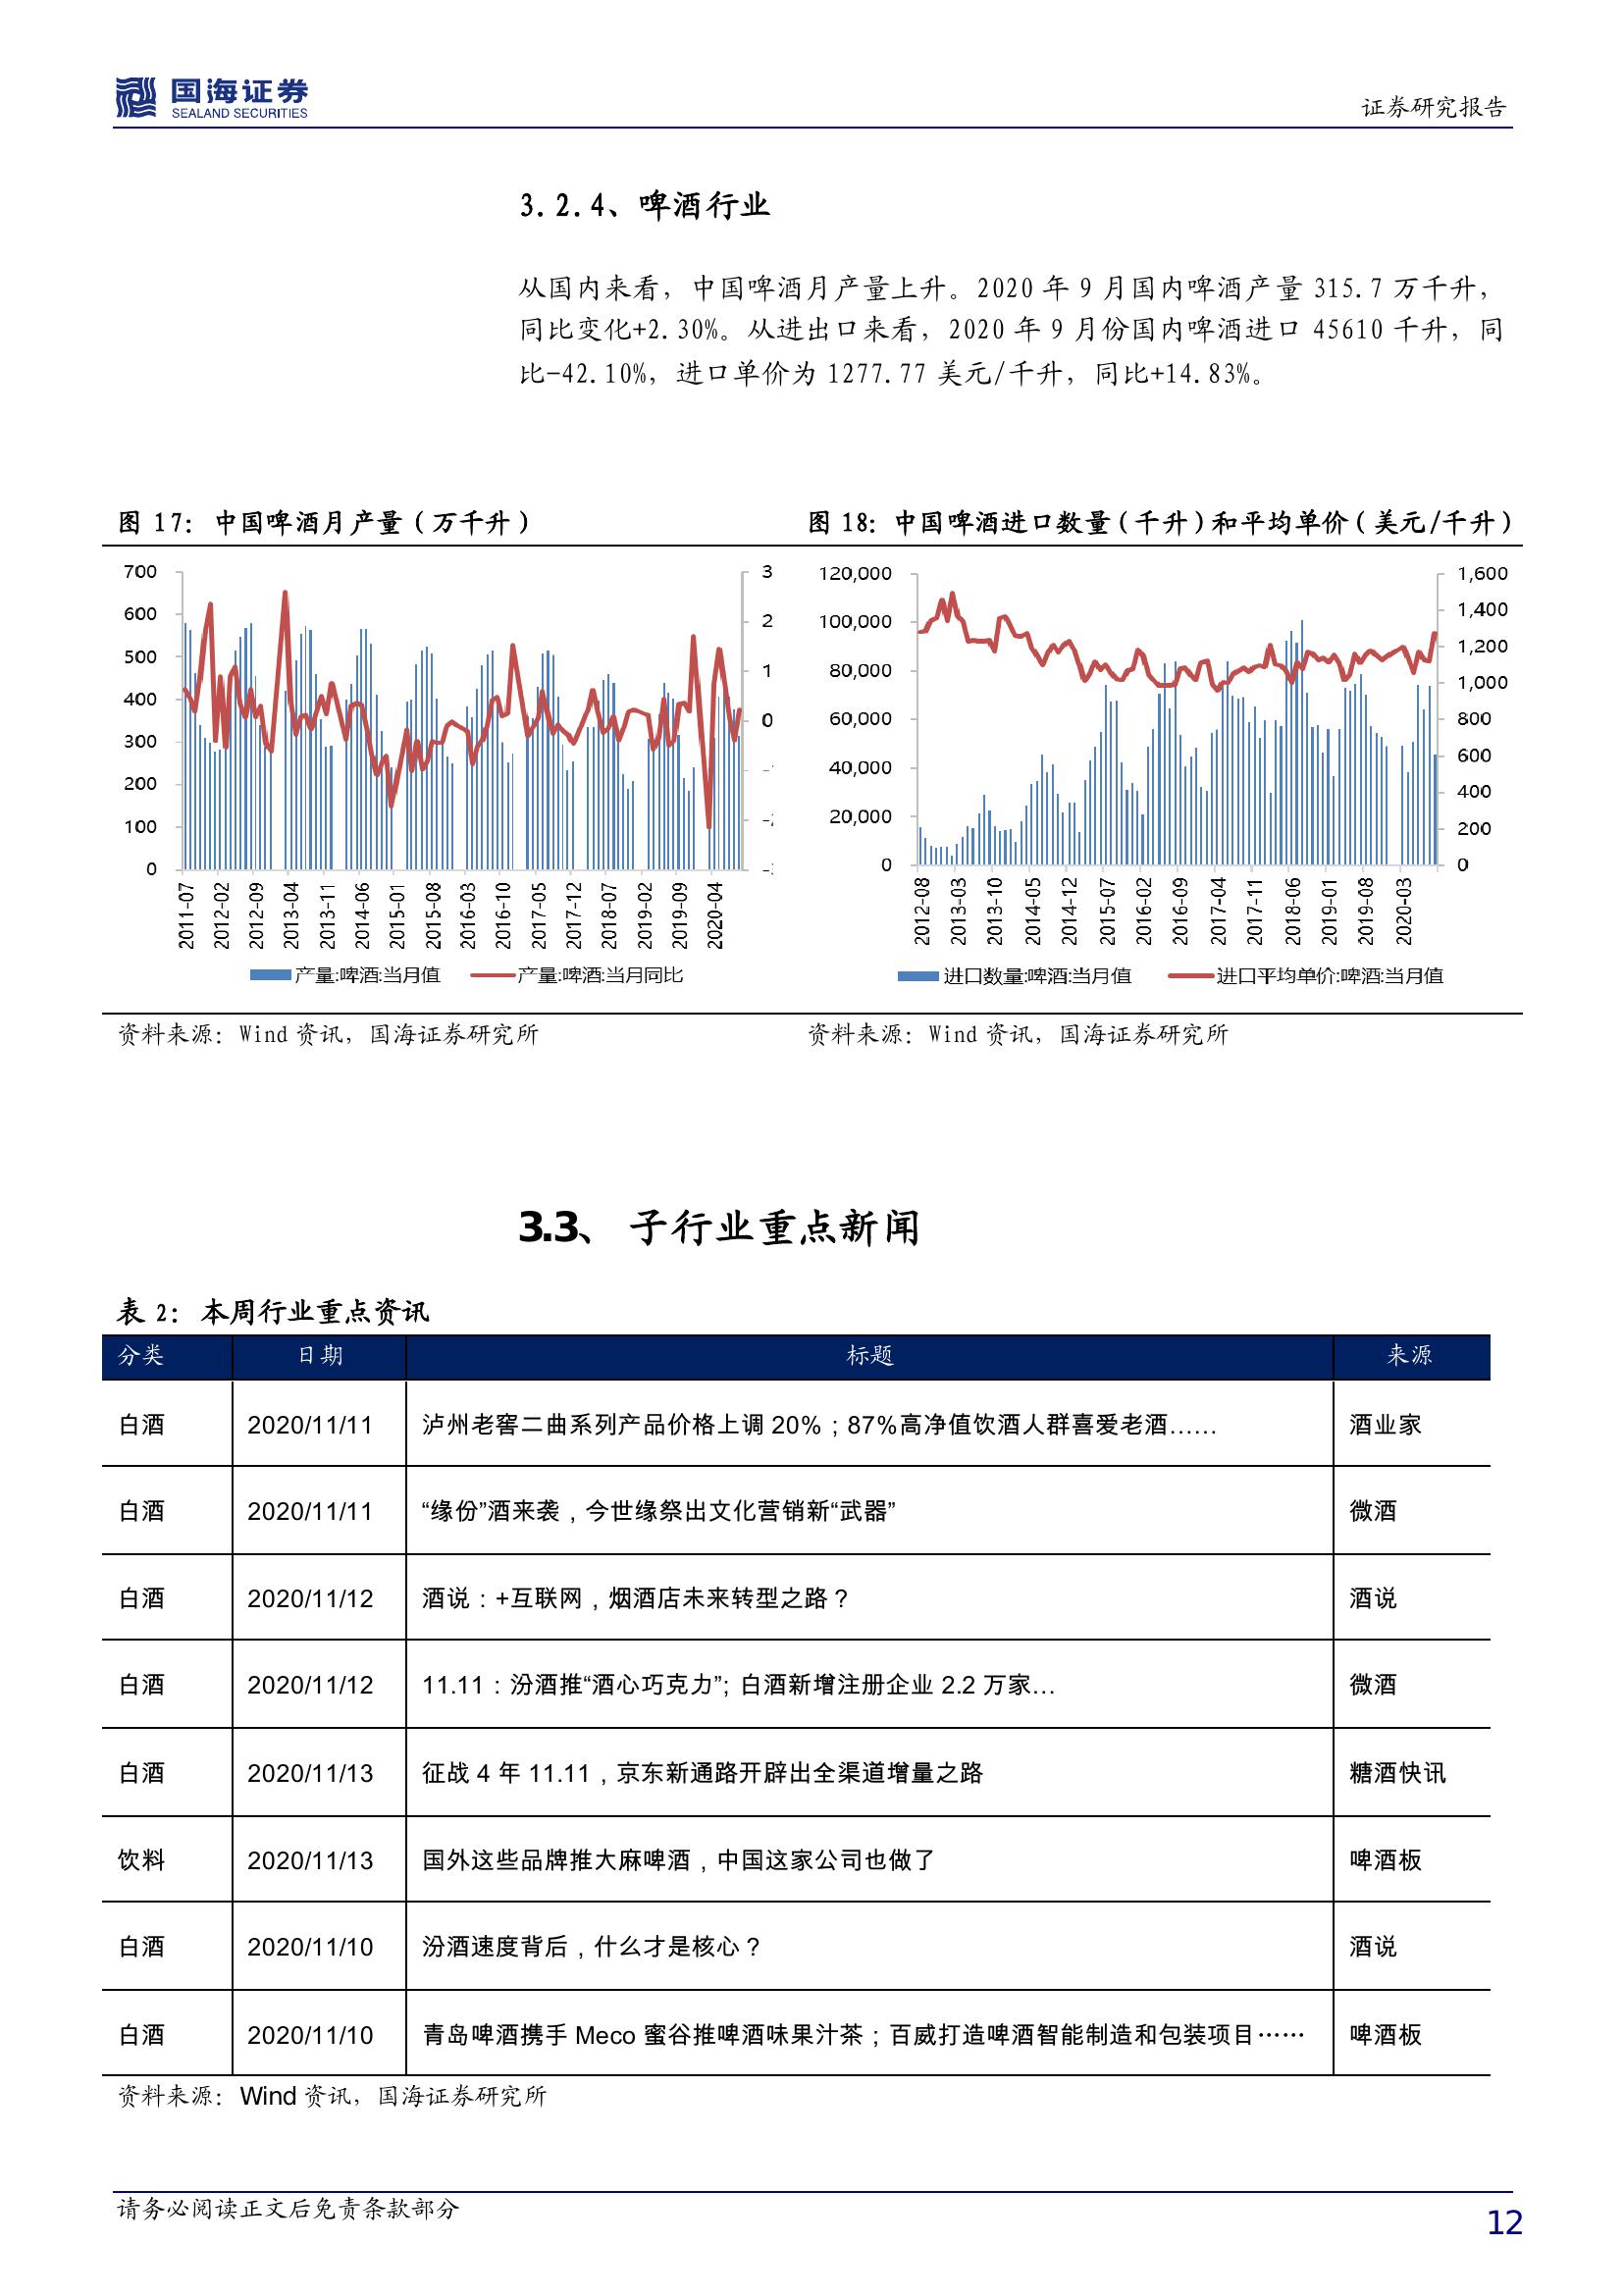 国海证券
SEALAND SECURITIES
证券研究报告
3.2.4、啤酒行业
从国内来看，中国啤酒月产量上升。2020 年 9 月国内啤酒产量 315.7 万千升，
同比变化+2.30%。从进出口来看，2020 年 9 月份国内啤酒进口 45610 千升，同
比-42.10%，进口单价为 1277.77 美元/千升，同比+14.83%。
图 17：中国啤酒月产量（万千升）
700
600
500
400
300
200
100
0
3
2
1
0
2011-07
2012-02
2012-09
2013-04
2013-11
2014-06
2015-01
2015-08
2016-03
2016-10
2017-05
2017-12
2018-07
2019-02
2019-09
2020-04
产量:啤酒:当月值
产量:啤酒:当月同比
资料来源：Wind 资讯，国海证券研究所
图 18：中国啤酒进口数量（千升）和平均单价（美元/千升）
120,000
100,000
80,000
60,000
40,000
20,000
0
1,600
1,400
1,200
1,000
800
600
400
200
0
2012-08
2013-03
2013-10
2014-05
2014-12
2015-07
2016-02
2016-09
2017-04
2017-11
2018-06
2019-01
2019-08
2020-03
进口数量:啤酒:当月值
进口平均单价:啤酒:当月值
资料来源：Wind 资讯，国海证券研究所
3.3、 子行业重点新闻
表 2：本周行业重点资讯
分类 日期 标题 来源
白酒 2020/11/11 泸州老窖二曲系列产品价格上调 20%；87%高净值饮酒人群喜爱老酒…… 酒业家
白酒 2020/11/11 “缘份”酒来袭，今世缘祭出文化营销新“武器” 微酒
白酒 2020/11/12 酒说：+互联网，烟酒店未来转型之路？ 酒说
白酒 2020/11/12 11.11：汾酒推“酒心巧克力”; 白酒新增注册企业 2.2 万家… 微酒
白酒 2020/11/13 征战 4 年 11.11，京东新通路开辟出全渠道增量之路 糖酒快讯
饮料 2020/11/13 国外这些品牌推大麻啤酒，中国这家公司也做了 啤酒板
白酒 2020/11/10 汾酒速度背后，什么才是核心？ 酒说
白酒 2020/11/10 青岛啤酒携手 Meco 蜜谷推啤酒味果汁茶；百威打造啤酒智能制造和包装项目…… 啤酒板
资料来源：Wind 资讯，国海证券研究所
请务必阅读正文后免责条款部分
12